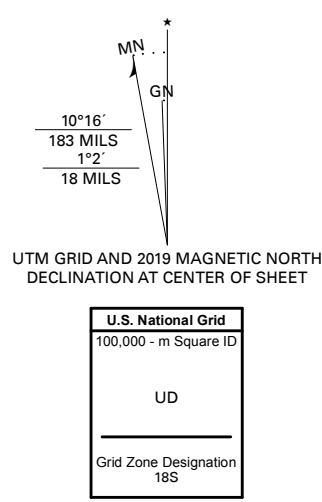 ★
MN
GN
10°16´
183 MILS
1°2´
18 MILS
UTM GRID AND 2019 MAGNETIC NORTH
DECLINATION AT CENTER OF SHEET
U.S. National Grid
100,000 - m Square ID
UD
Grid Zone Designation
18S